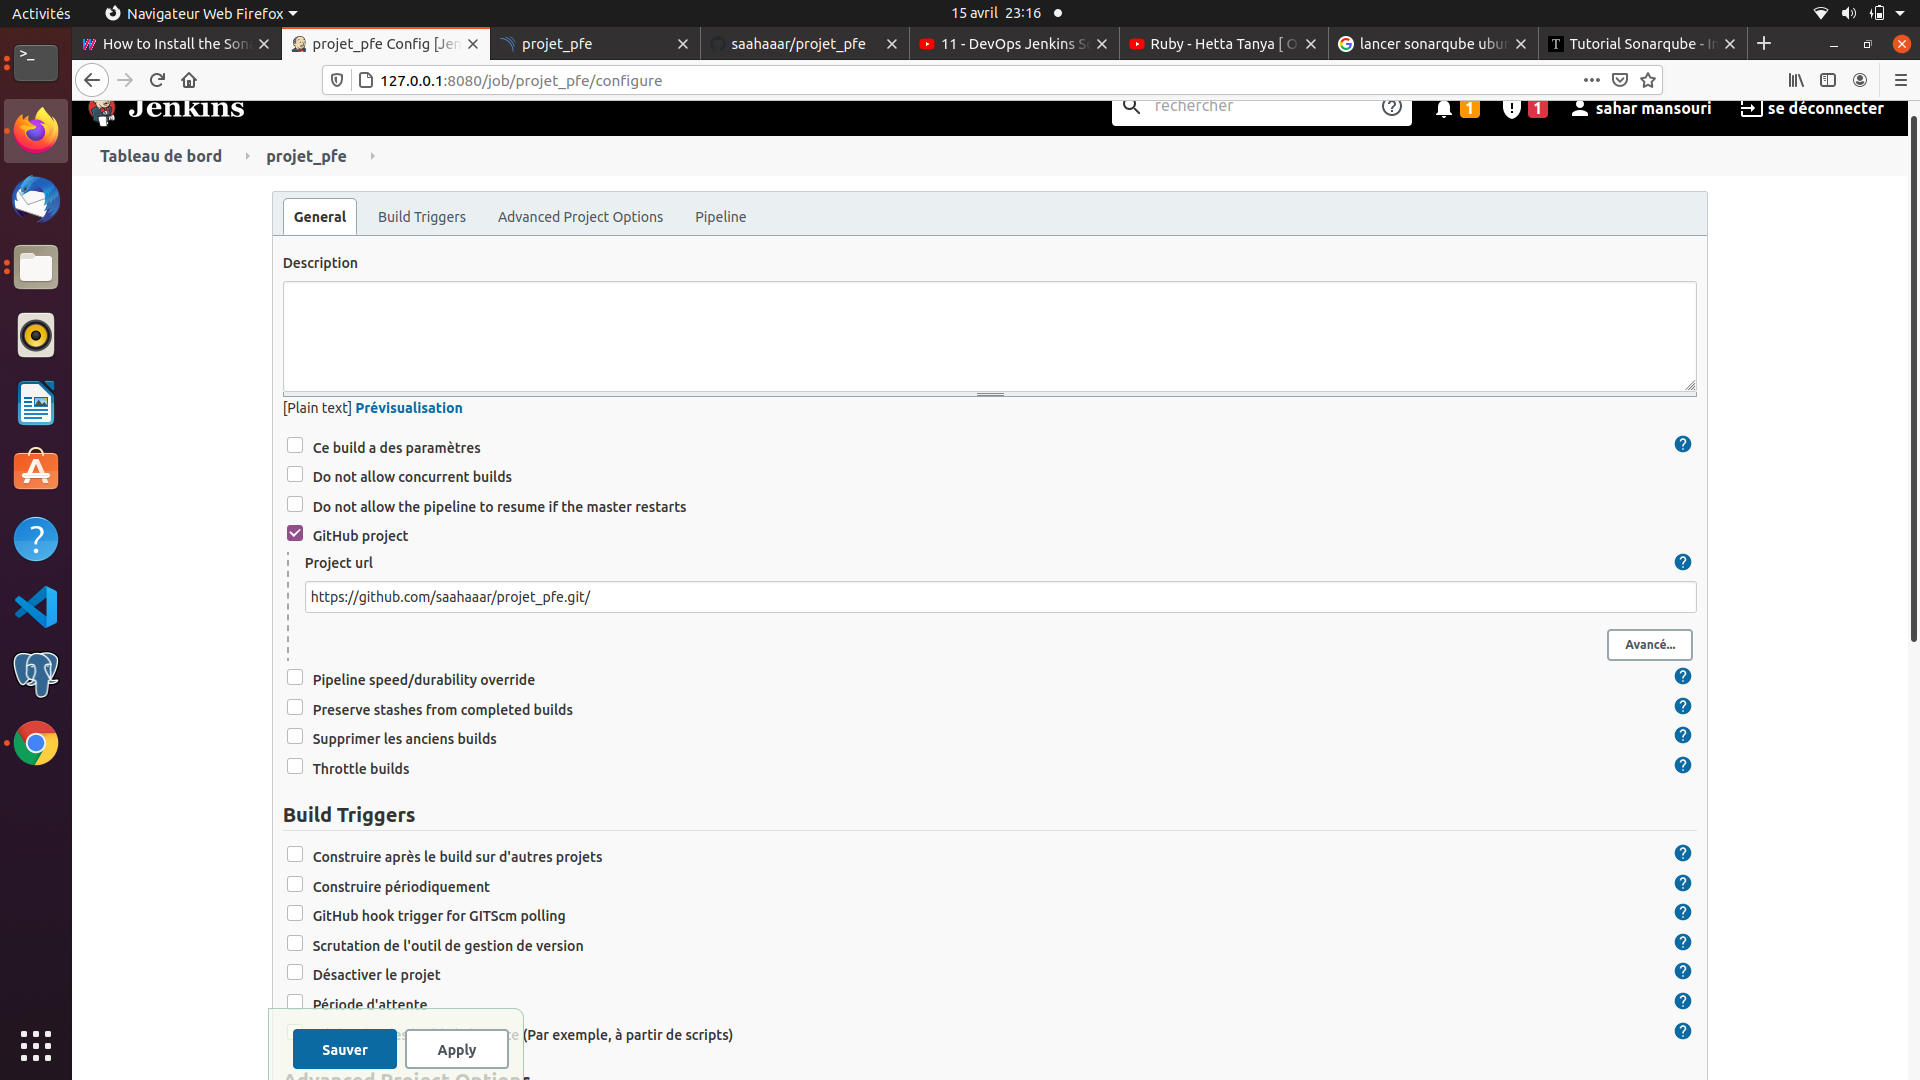 Activités
Navigateur Web Firefox
15 avril 23:16
How to Install the Son
projet_pfe Config [Jen
projet_pfe
saahaaar/projet_pfe
11 - DevOps Jenkins S
Ruby - Hetta Tanya [ O
lancer sonarqube ubu
Tutorial Sonarqube - In
127.0.0.1:8080/job/projet_pfe/configure
Jenkins
rechercher
1
1
sahar mansouri
se déconnecter
Tableau de bord
projet_pfe
General
Build Triggers
Advanced Project Options
Pipeline
Description
[Plain text] Prévisualisation
Ce build a des paramètres
Do not allow concurrent builds
Do not allow the pipeline to resume if the master restarts
GitHub project
Project url
https://github.com/saahaaar/projet_pfe.git/
Avancé...
Pipeline speed/durability override
Preserve stashes from completed builds
Supprimer les anciens builds
Throttle builds
Build Triggers
Construire après le build sur d'autres projets
Construire périodiquement
GitHub hook trigger for GITScm polling
Scrutation de l'outil de gestion de version
Désactiver le projet
Période d'attente
(Par exemple, à partir de scripts)
Sauver
Apply
Advanced Project Options